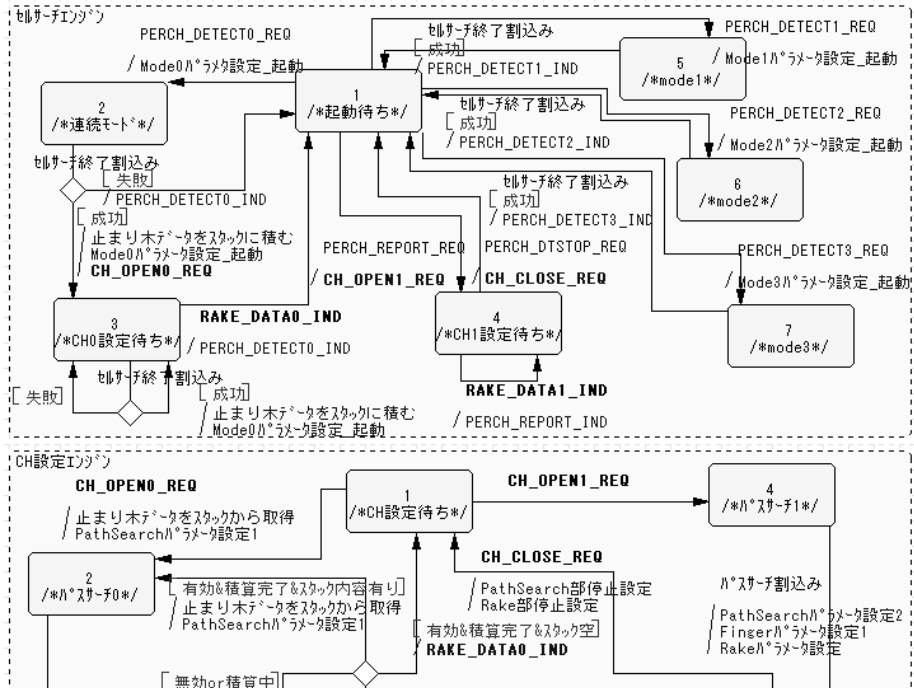 ｾﾙｻｰﾁｴﾝｼﾞﾝ
PERCH_DETECT0_REQ
/ Mode0ﾊﾟﾗﾒｰﾀ設定_起動
ｾﾙｻｰﾁ終了割込み
[ 成功]
/ PERCH_DETECT1_IND
PERCH_DETECT1_REQ
/ Mode1ﾊﾟﾗﾒｰﾀ設定_起動
5
/*mode1*/
2
/*連続ﾓｰﾄﾞ*/
1
/*起動待ち*/
ｾﾙｻｰﾁ終了割込み
[ 成功]
/ PERCH_DETECT2_IND
PERCH_DETECT2_REQ
/ Mode2ﾊﾟﾗﾒｰﾀ設定_起動
ｾﾙｻｰﾁ終了割込み
[ 失敗]
/ PERCH_DETECT0_IND
[ 成功]
/ 止まり木ﾃﾞｰﾀをｽﾀｯｸに積む
Mode0ﾊﾟﾗﾒｰﾀ設定_起動
CH_OPEN0_REQ
ｾﾙｻｰﾁ終了割込み
[ 成功]
/ PERCH_DETECT3_IND
6
/*mode2*/
PERCH_REPORT_REQ
/ CH_OPEN1_REQ
PERCH_DTSTOP_REQ
/ CH_CLOSE_REQ
PERCH_DETECT3_REQ
/ Mode3ﾊﾟﾗﾒｰﾀ設定_起動
3
/*CH0設定待ち*/
RAKE_DATA0_IND
/ PERCH_DETECT0_IND
4
/*CH1設定待ち*/
7
/*mode3*/
ｾﾙｻｰﾁ終了割込み
[ 失敗]
[ 成功]
/ 止まり木ﾃﾞｰﾀをｽﾀｯｸに積む
Mode0ﾊﾟﾗﾒｰﾀ設定_起動
RAKE_DATA1_IND
/ PERCH_REPORT_IND
CH設定ｴﾝｼﾞﾝ
CH_OPEN0_REQ
/ 止まり木ﾃﾞｰﾀをｽﾀｯｸから取得
PathSearchﾊﾟﾗﾒｰﾀ設定1
1
/*CH設定待ち*/
CH_OPEN1_REQ
4
/*ﾊﾟｽｻｰﾁ1*/
2
/*ﾊﾟｽｻｰﾁ0*/
[ 有効&積算完了&ｽﾀｯｸ内容有り]
/ 止まり木ﾃﾞｰﾀをｽﾀｯｸから取得
PathSearchﾊﾟﾗﾒｰﾀ設定1
CH_CLOSE_REQ
/ PathSearch部停止設定
Rake部停止設定
[ 有効&積算完了&ｽﾀｯｸ空]
/ RAKE_DATA0_IND
ﾊﾟｽｻｰﾁ割込み
/ PathSearchﾊﾟﾗﾒｰﾀ設定2
Fingerﾊﾟﾗﾒｰﾀ設定1
Rakeﾊﾟﾗﾒｰﾀ設定
[ 無効or積算中]